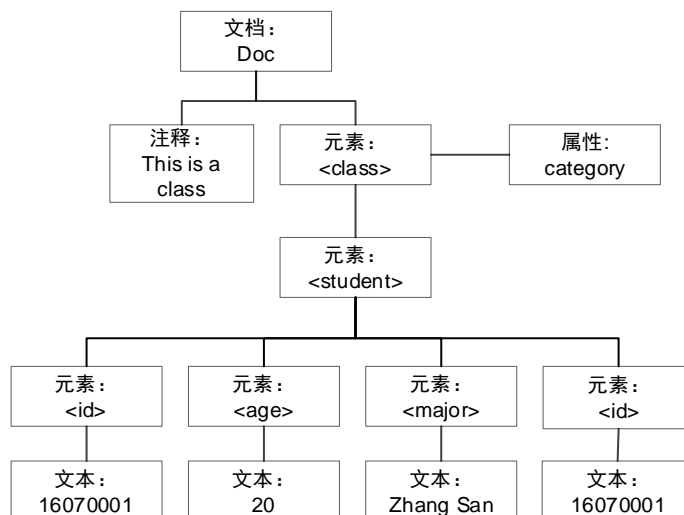 文档：
Doc
注释：
This is a
class
元素：
<class>
属性:
category
元素：
<student>
元素：
<id>
元素：
<age>
元素：
<major>
元素：
<id>
文本：
16070001
文本：
20
文本：
Zhang San
文本：
16070001